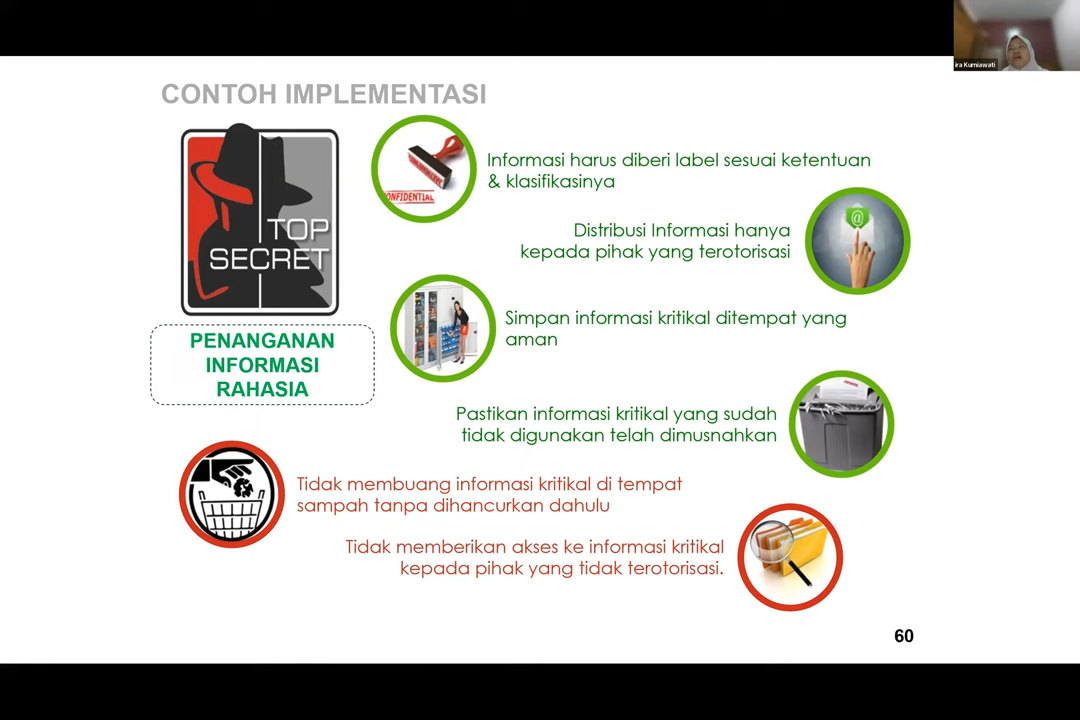 ira Kurniawati
CONTOH IMPLEMENTASI
TOP
SECRET
PENANGANAN
INFORMASI
RAHASIA
CONFIDENTIAL
Informasi harus diberi label sesuai ketentuan
& klasifikasinya
Distribusi Informasi hanya
kepada pihak yang terotorisasi
@
Simpan informasi kritikal ditempat yang
aman
Pastikan informasi kritikal yang sudah
tidak digunakan telah dimusnahkan
Tidak membuang informasi kritikal di tempat
sampah tanpa dihancurkan dahulu
Tidak memberikan akses ke informasi kritikal
kepada pihak yang tidak terotorisasi.
60